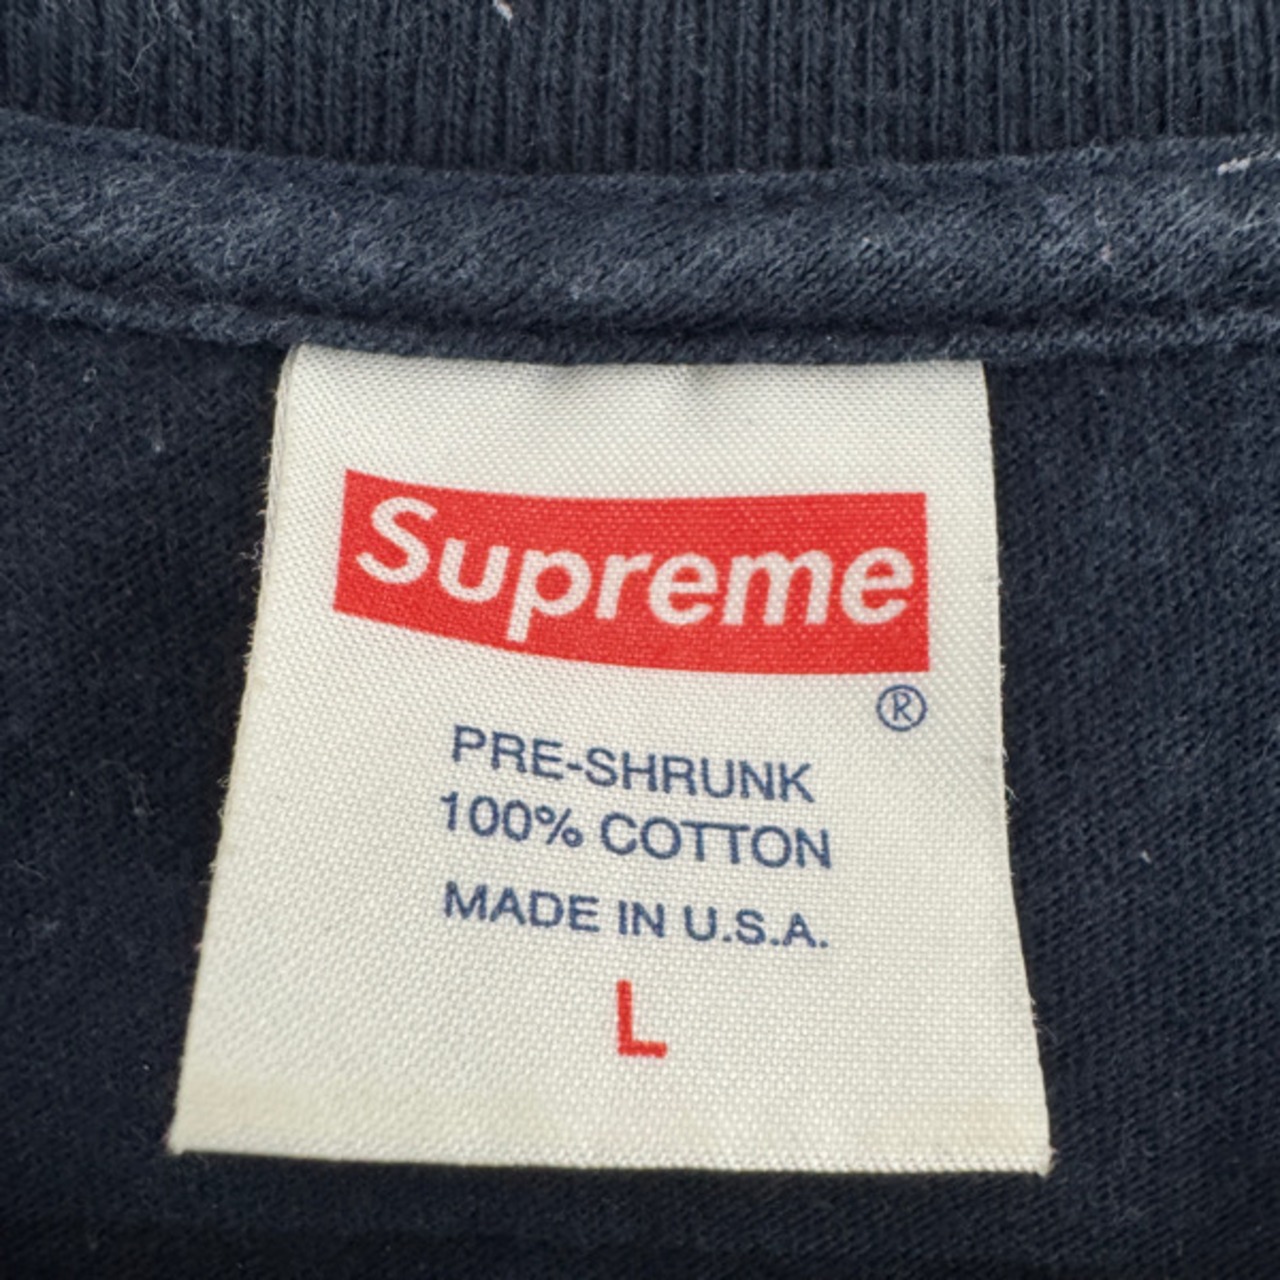 Supreme
®
PRE-SHRUNK
100% COTTON
MADE IN U.S.A.
L